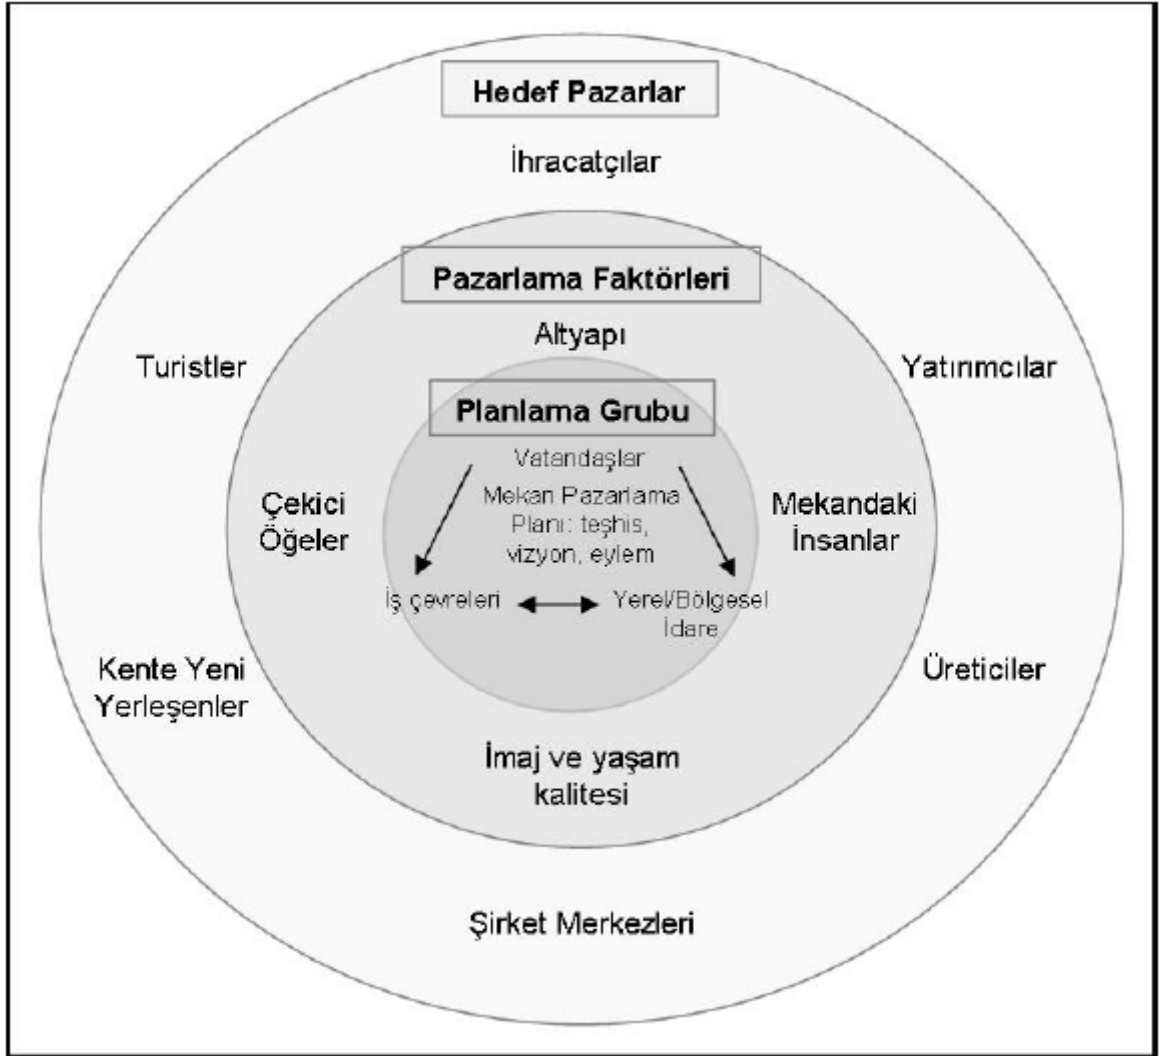 Hedef Pazarlar
İhracatçılar
Pazarlama Faktörleri
Altyapı
Turistler
Yatırımcılar
Planlama Grubu
Vatandaşlar
Mekan Pazarlama
Planı: teşhis,
vizyon, eylem
Çekici
Öğeler
Mekandaki
İnsanlar
İş çevreleri
Yerel/Bölgesel
İdare
Kente Yeni
Yerleşenler
Üreticiler
İmaj ve yaşam
kalitesi
Şirket Merkezleri